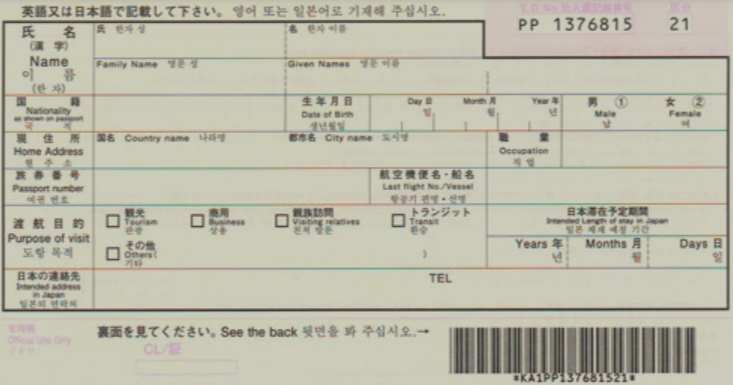 英語又は日本語で記載して下さい。 영어 또는 일본어로 기재해 주십시오.
E.D.No.出入国記録番号 区分
PP 1376815 21
氏 名
(漢 字)
Name
이 름
(한 자)
氏 한자 성
名 한자 이름
Family Name 영문 성
Given Names 영문 이름
国 籍
Nationality
as shown on passport
국 적
生年月日
Date of Birth
생년월일
Day 日 일
Month 月 월
Year 年 년
男 ①
Male
남
女 ②
Female
여
現 住 所
Home Address
현 주 소
国名 Country name 나라명
都市名 City name 도시명
職 業
Occupation
직 업
旅 券 番 号
Passport number
여권 번호
航空機便名・船名
Last flight No./Vessel
항공기 편명・선명
渡 航 目 的
Purpose of visit
도항 목적
観光
Tourism
관광
商用
Business
상용
親族訪問
Visiting relatives
친척 방문
トランジット
Transit
환승
その他
Others( )
기타
日本滞在予定期間
Intended Length of stay in Japan
일본 체재 예정 기간
Years 年
년
Months 月
월
Days 日
일
日本の連絡先
Intended address
in Japan
일본의 연락처
TEL
官用欄
Official Use Only
裏面を見てください。See the back 뒷면을 봐 주십시오.→
CL/証
*KA1PP137681521*